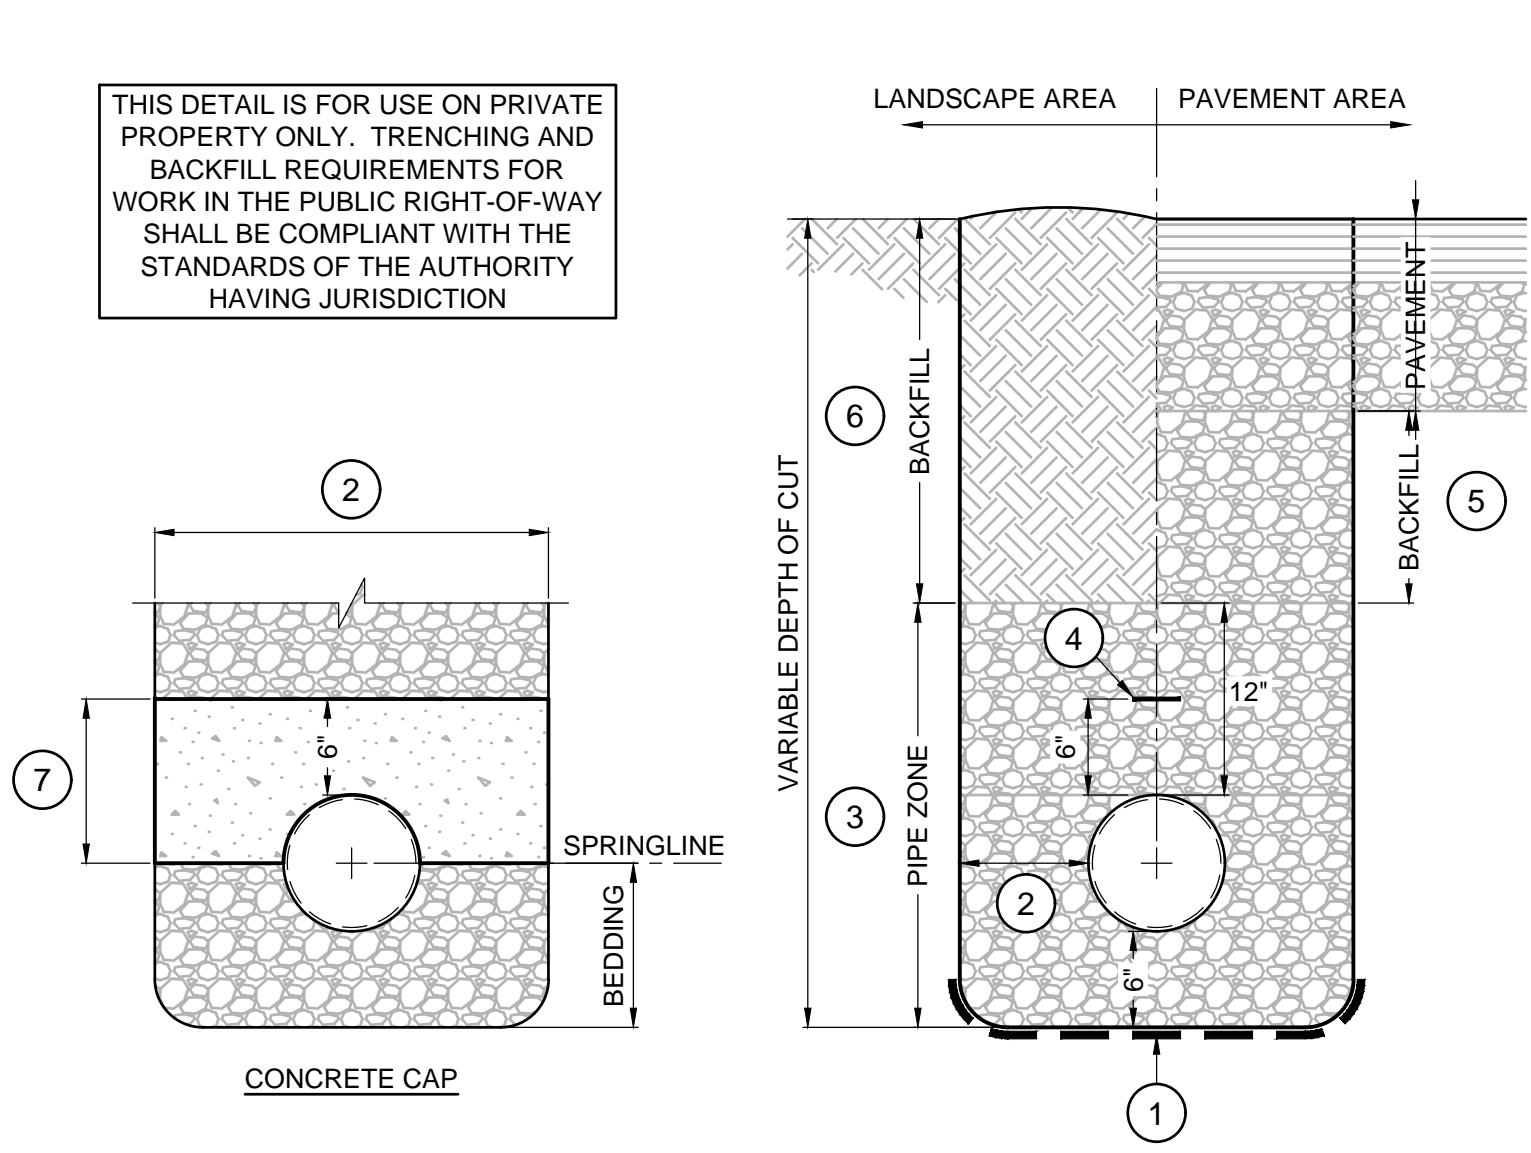 THIS DETAIL IS FOR USE ON PRIVATE
PROPERTY ONLY. TRENCHING AND
BACKFILL REQUIREMENTS FOR
WORK IN THE PUBLIC RIGHT-OF-WAY
SHALL BE COMPLIANT WITH THE
STANDARDS OF THE AUTHORITY
HAVING JURISDICTION
2
7
6"
SPRINGLINE
BEDDING
CONCRETE CAP
LANDSCAPE AREA
PAVEMENT AREA
VARIABLE DEPTH OF CUT
6
BACKFILL
PAVEMENT
BACKFILL
5
4
12"
6"
3
PIPE ZONE
2
6"
1